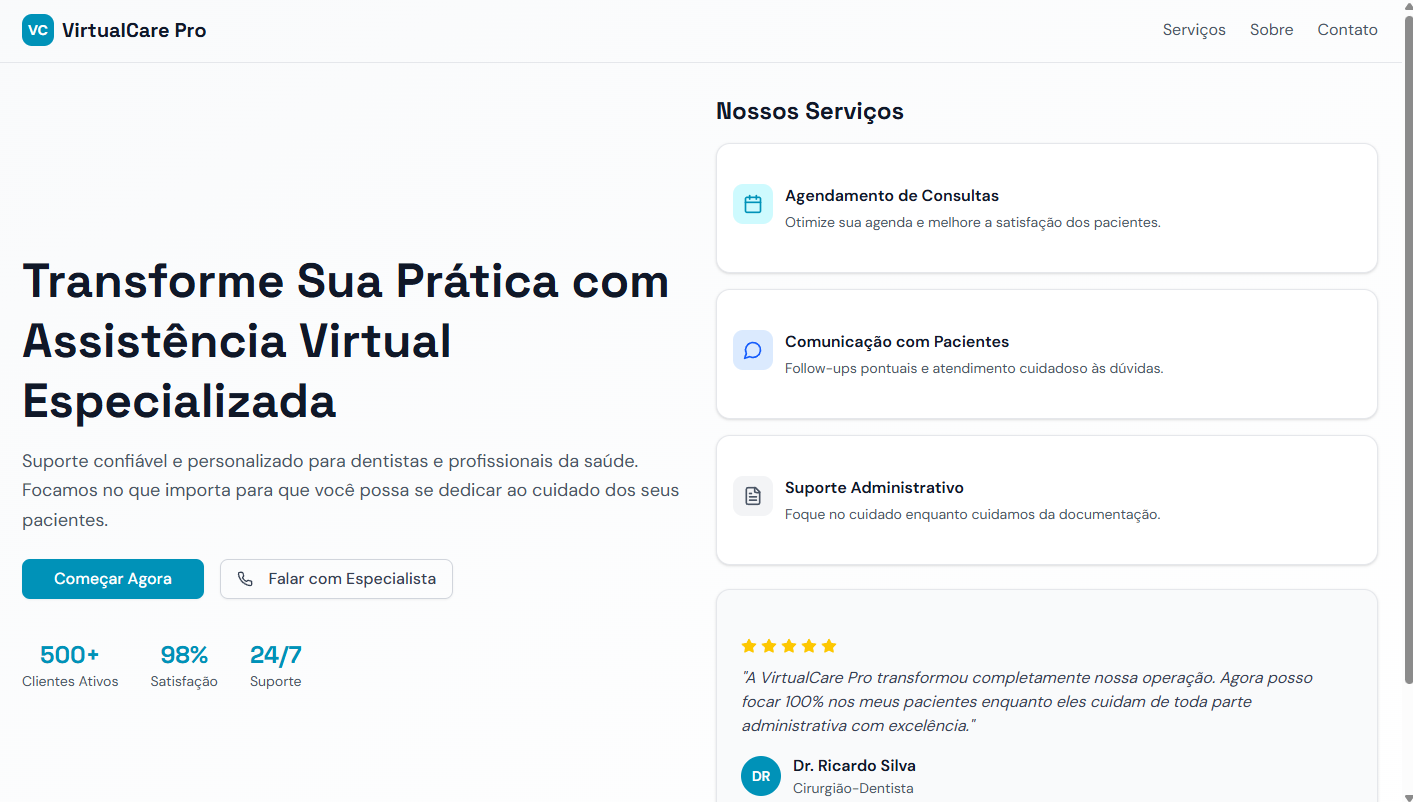 VC VirtualCare Pro
Serviços Sobre Contato
Transforme Sua Prática com
Assistência Virtual
Especializada
Suporte confiável e personalizado para dentistas e profissionais da saúde.
Focamos no que importa para que você possa se dedicar ao cuidado dos seus
pacientes.
Começar Agora
Falar com Especialista
500+
Clientes Ativos
98%
Satisfação
24/7
Suporte
Nossos Serviços
Agendamento de Consultas
Otimize sua agenda e melhore a satisfação dos pacientes.
Comunicação com Pacientes
Follow-ups pontuais e atendimento cuidadoso às dúvidas.
Suporte Administrativo
Foque no cuidado enquanto cuidamos da documentação.
"A VirtualCare Pro transformou completamente nossa operação. Agora posso
focar 100% nos meus pacientes enquanto eles cuidam de toda parte
administrativa com excelência."
DR
Dr. Ricardo Silva
Cirurgião-Dentista